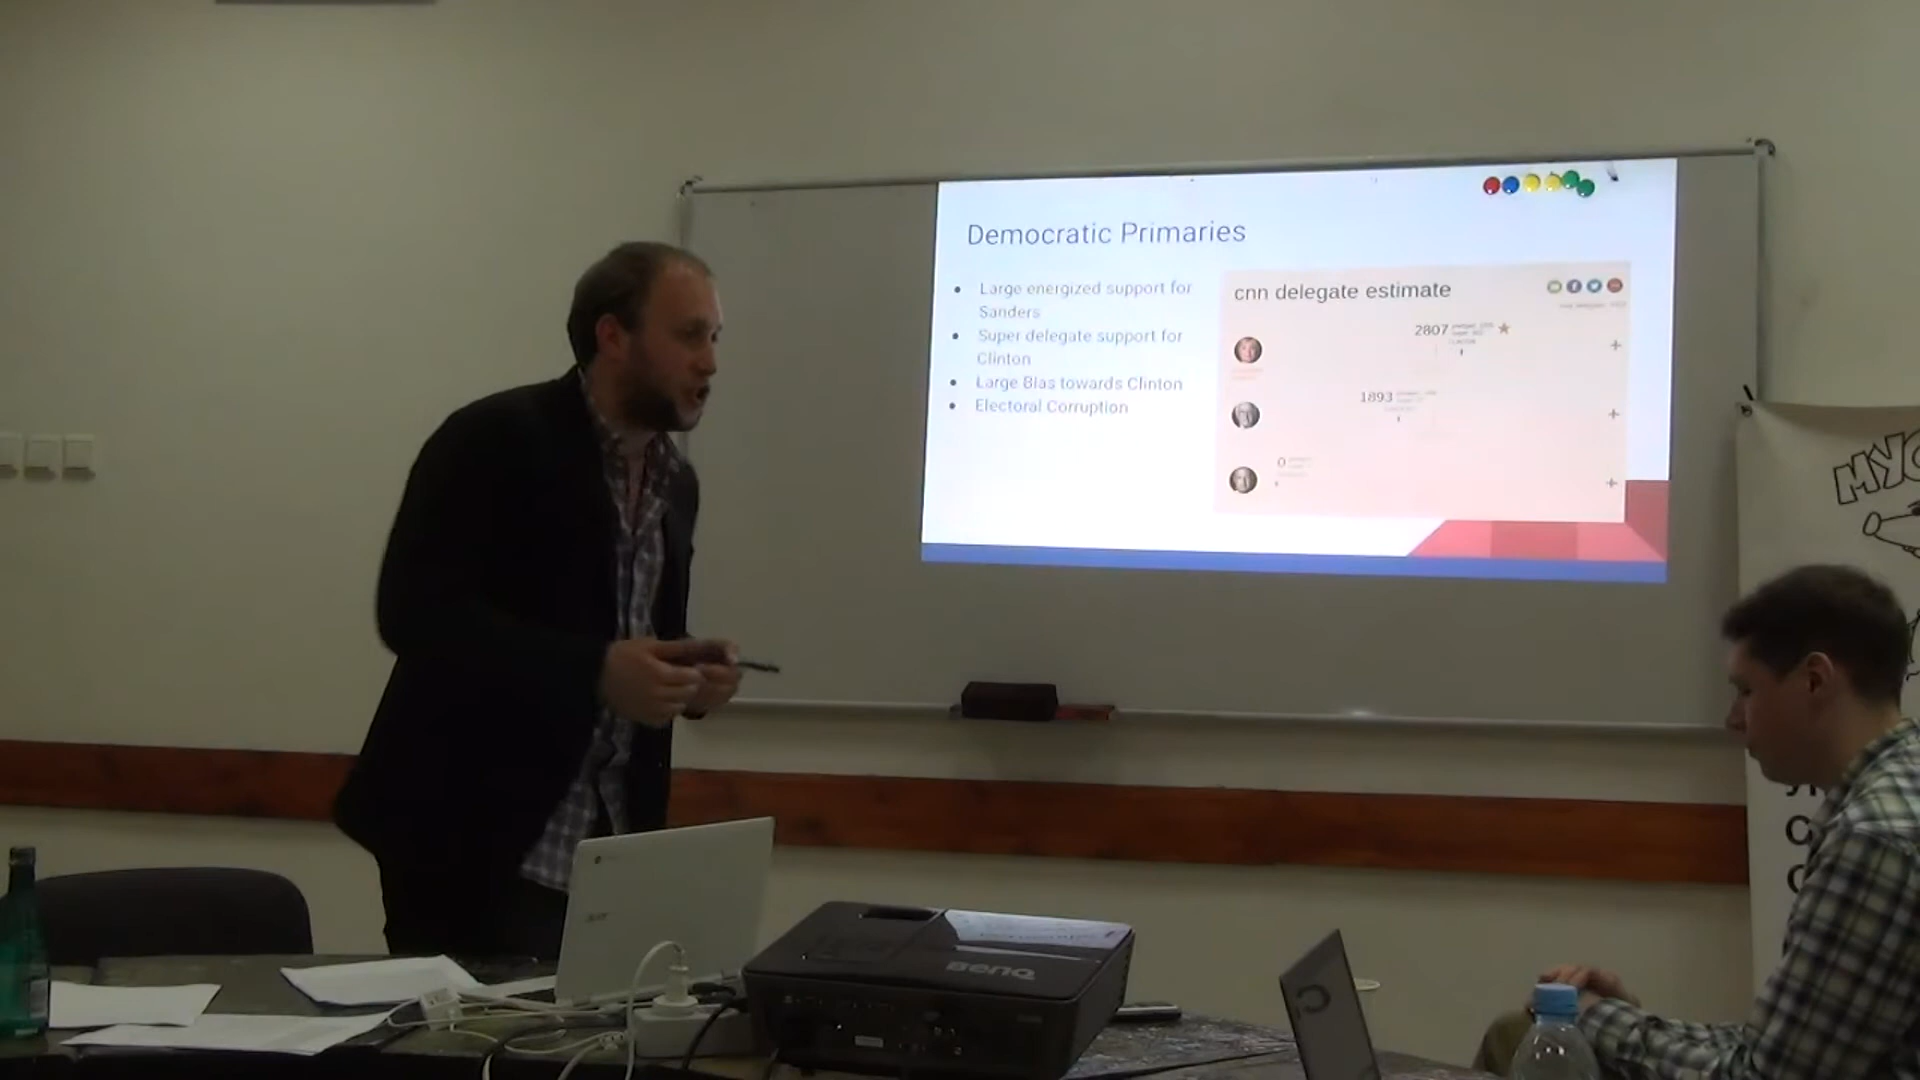 Democratic Primaries
Large energized support for
Sanders
Super delegate support for
Clinton
Large Bias towards Clinton
Electoral Corruption
cnn delegate estimate
2807
1893
0
acer
BenQ
МУС